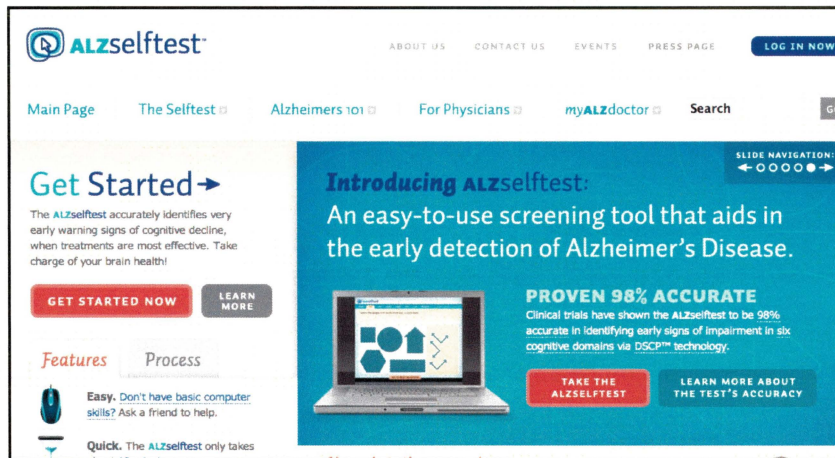 ALZselftest™
ABOUT US CONTACT US EVENTS PRESS PAGE LOG IN NOW
Main Page The Selftest Alzheimers 101 For Physicians myALZdoctor Search
SLIDE NAVIGATION:
Get Started
The ALZselftest accurately identifies very
early warning signs of cognitive decline,
when treatments are most effective. Take
charge of your brain health!
GET STARTED NOW
LEARN
MORE
Features Process
Easy. Don't have basic computer
skills? Ask a friend to help.
Quick. The ALZselftest only takes
Introducing ALZselftest:
An easy-to-use screening tool that aids in
the early detection of Alzheimer's Disease.
PROVEN 98% ACCURATE
Clinical trials have shown the ALZselftest to be 98%
accurate in identifying early signs of impairment in six
cognitive domains via DSCP™ technology.
TAKE THE
ALZSELFTEST
LEARN MORE ABOUT
THE TEST'S ACCURACY